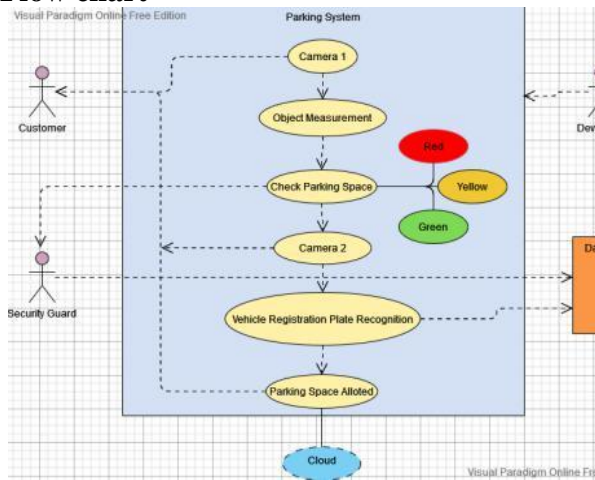 Visual Paradigm Online Free Edition
Parking System
Camera 1
Customer
Object Measurement
Red
Check Parking Space
Yellow
Green
Camera 2
Security Guard
Vehicle Registration Plate Recognition
Parking Space Alloted
Cloud
Visual Paradigm Online